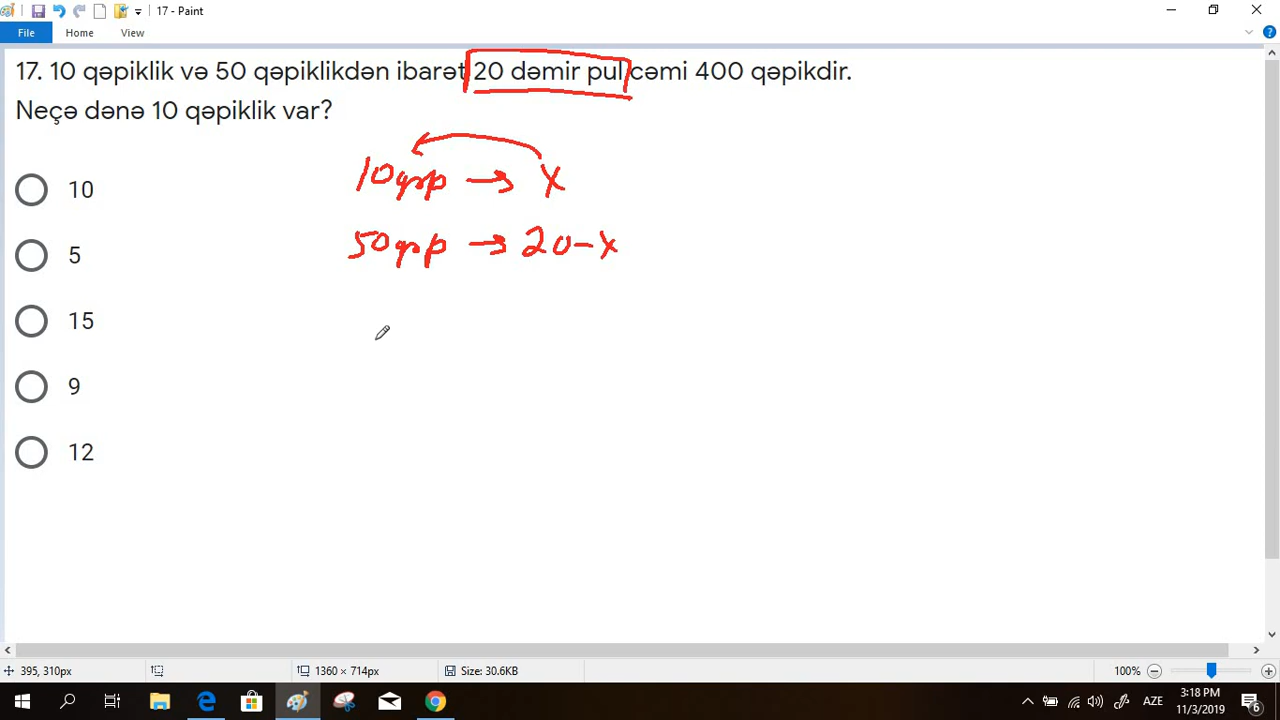 17 - Paint
File Home View
17. 10 qəpiklik və 50 qəpiklikdən ibarət 20 dəmir pul cəmi 400 qəpikdir.
Neçə dənə 10 qəpiklik var?
10qəp → x
50qəp → 20-x
10
5
15
9
12
395, 310px 1360 × 714px Size: 30.6KB 100%
AZE 3:18 PM 11/3/2019 6